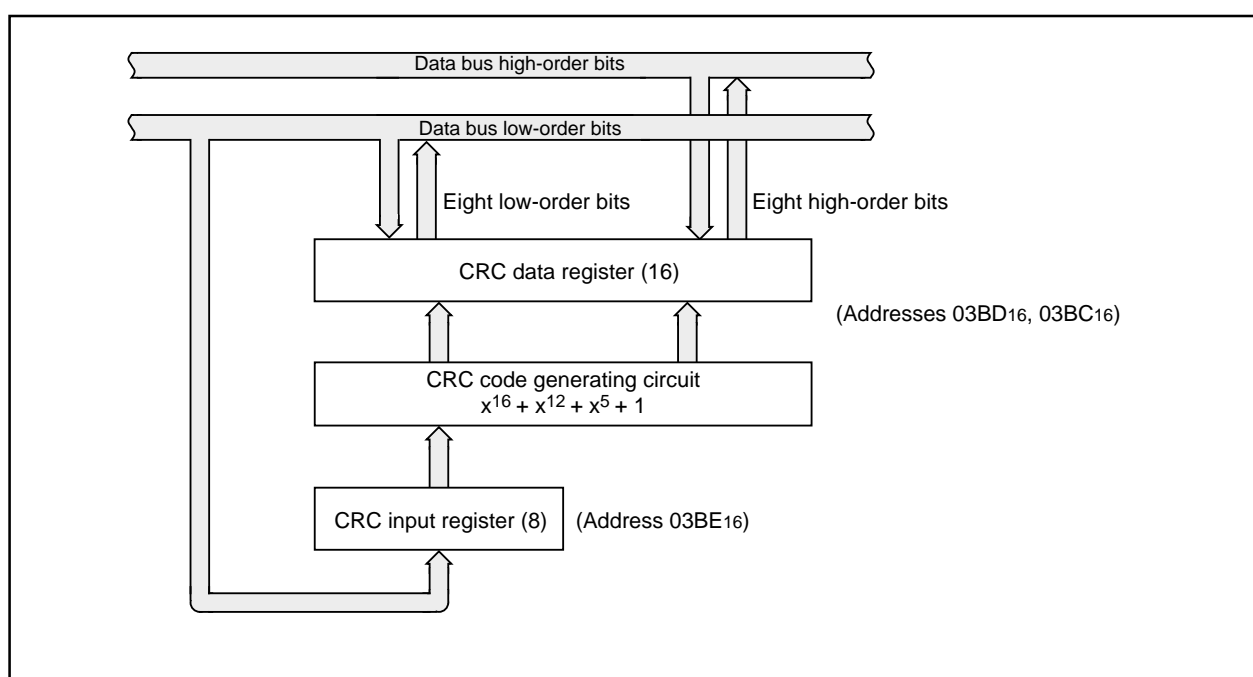 Data bus high-order bits
Data bus low-order bits
Eight low-order bits
Eight high-order bits
CRC data register (16)
(Addresses 03BD₁₆, 03BC₁₆)
CRC code generating circuit
x¹⁶ + x¹² + x⁵ + 1
CRC input register (8)
(Address 03BE₁₆)